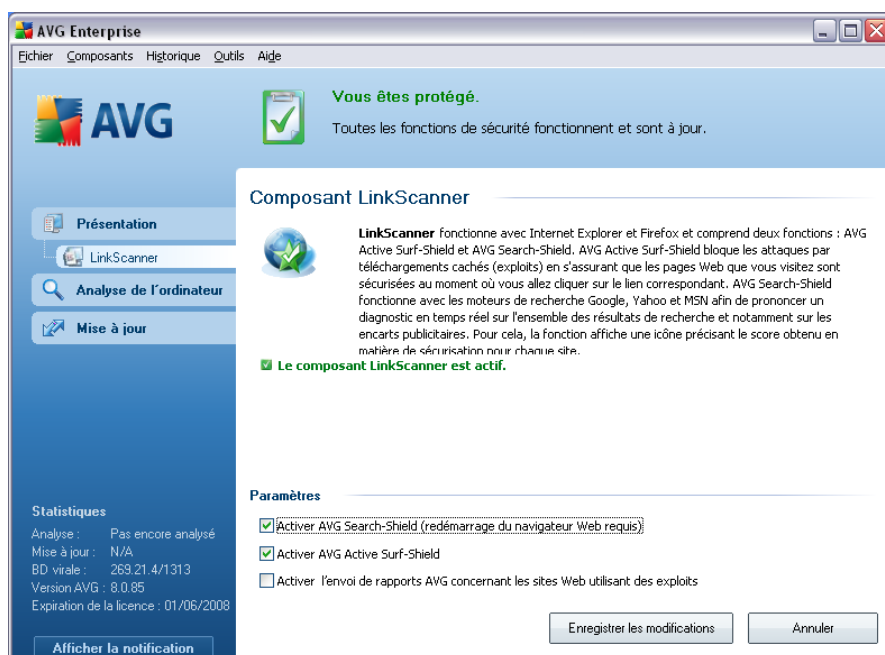 AVG Enterprise
Fichier Composants Historique Outils Aide
AVG
Vous êtes protégé.
Toutes les fonctions de sécurité fonctionnent et sont à jour.
Présentation
LinkScanner
Analyse de l'ordinateur
Mise à jour
Composant LinkScanner
LinkScanner fonctionne avec Internet Explorer et Firefox et comprend deux fonctions : AVG
Active Surf-Shield et AVG Search-Shield. AVG Active Surf-Shield bloque les attaques par
téléchargements cachés (exploits) en s'assurant que les pages Web que vous visitez sont
sécurisées au moment où vous allez cliquer sur le lien correspondant. AVG Search-Shield
fonctionne avec les moteurs de recherche Google, Yahoo et MSN afin de prononcer un
diagnostic en temps réel sur l'ensemble des résultats de recherche et notamment sur les
encarts publicitaires. Pour cela, la fonction affiche une icône précisant le score obtenu en
matière de sécurisation pour chaque site.
Le composant LinkScanner est actif.
Paramètres
Activer AVG Search-Shield (redémarrage du navigateur Web requis)
Activer AVG Active Surf-Shield
Activer l'envoi de rapports AVG concernant les sites Web utilisant des exploits
Enregistrer les modifications
Annuler
Statistiques
Analyse : Pas encore analysé
Mise à jour : N/A
BD virale : 269.21.4/1313
Version AVG : 8.0.85
Expiration de la licence : 01/06/2008
Afficher la notification